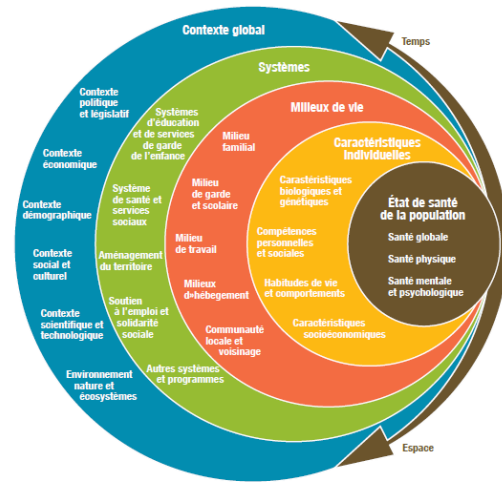 Contexte global
Temps
Contexte
politique
et législatif
Contexte
économique
Contexte
démographique
Contexte
social et
culturel
Contexte
scientifique et
technologique
Environnement
nature et
écosystèmes
Systèmes
Systèmes
d'éducation
et de services
de garde
de l'enfance
Système
de santé et
services
sociaux
Aménagement
du territoire
Soutien
à l'emploi et
solidarité
sociale
Autres systèmes
et programmes
Milieux de vie
Milieu
familial
Milieu
de garde
et scolaire
Milieu
de travail
Milieux
d»hébegement
Communauté
locale et
voisinage
Caractéristiques
individuelles
Caractéristiques
biologiques et
génétiques
Compétences
personnelles
et sociales
Habitudes de vie
et comportements
Caractéristiques
socioéconomiques
État de santé
de la population
Santé globale
Santé physique
Santé mentale
et psychologique
Espace